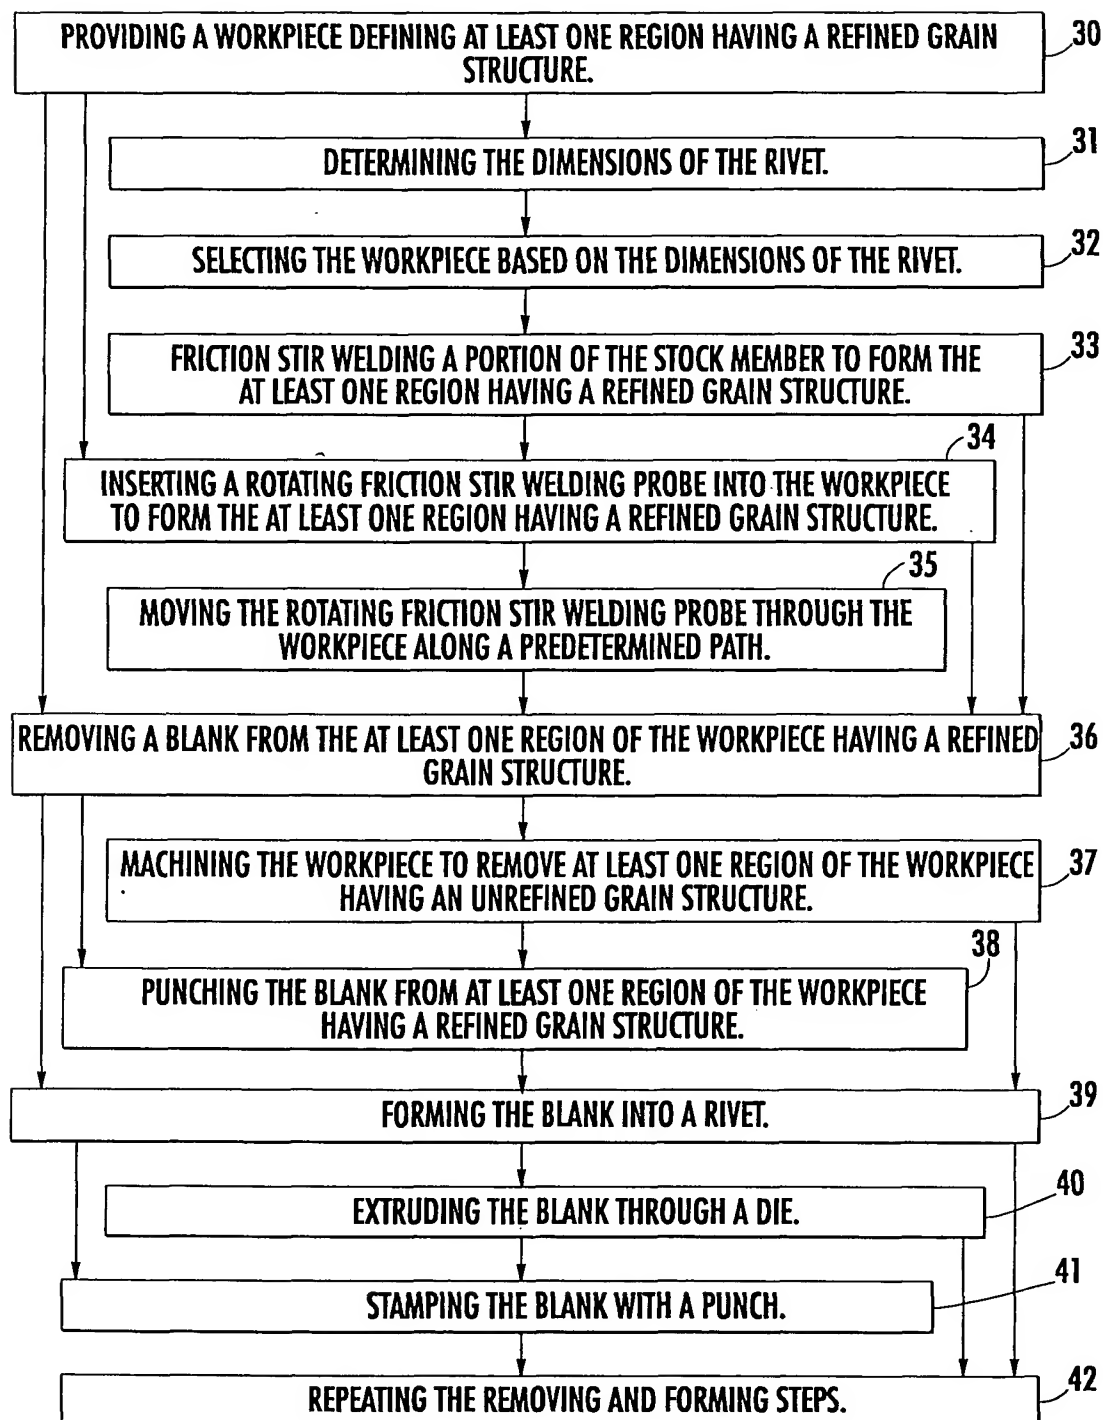 PROVIDING A WORKPIECE DEFINING AT LEAST ONE REGION HAVING A REFINED GRAIN
STRUCTURE.
30
DETERMINING THE DIMENSIONS OF THE RIVET.
31
SELECTING THE WORKPIECE BASED ON THE DIMENSIONS OF THE RIVET.
32
FRICTION STIR WELDING A PORTION OF THE STOCK MEMBER TO FORM THE
AT LEAST ONE REGION HAVING A REFINED GRAIN STRUCTURE.
33
34
INSERTING A ROTATING FRICTION STIR WELDING PROBE INTO THE WORKPIECE
TO FORM THE AT LEAST ONE REGION HAVING A REFINED GRAIN STRUCTURE.
35
MOVING THE ROTATING FRICTION STIR WELDING PROBE THROUGH THE
WORKPIECE ALONG A PREDETERMINED PATH.
REMOVING A BLANK FROM THE AT LEAST ONE REGION OF THE WORKPIECE HAVING A REFINED
GRAIN STRUCTURE.
36
MACHINING THE WORKPIECE TO REMOVE AT LEAST ONE REGION OF THE WORKPIECE
HAVING AN UNREFINED GRAIN STRUCTURE.
37
38
PUNCHING THE BLANK FROM AT LEAST ONE REGION OF THE WORKPIECE
HAVING A REFINED GRAIN STRUCTURE.
FORMING THE BLANK INTO A RIVET.
39
EXTRUDING THE BLANK THROUGH A DIE.
40
STAMPING THE BLANK WITH A PUNCH.
41
REPEATING THE REMOVING AND FORMING STEPS.
42